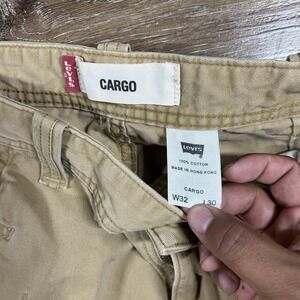 LEVI'S
CARGO
Levi's
100% COTTON
MADE IN HONG KONG
CARGO
W32 L30